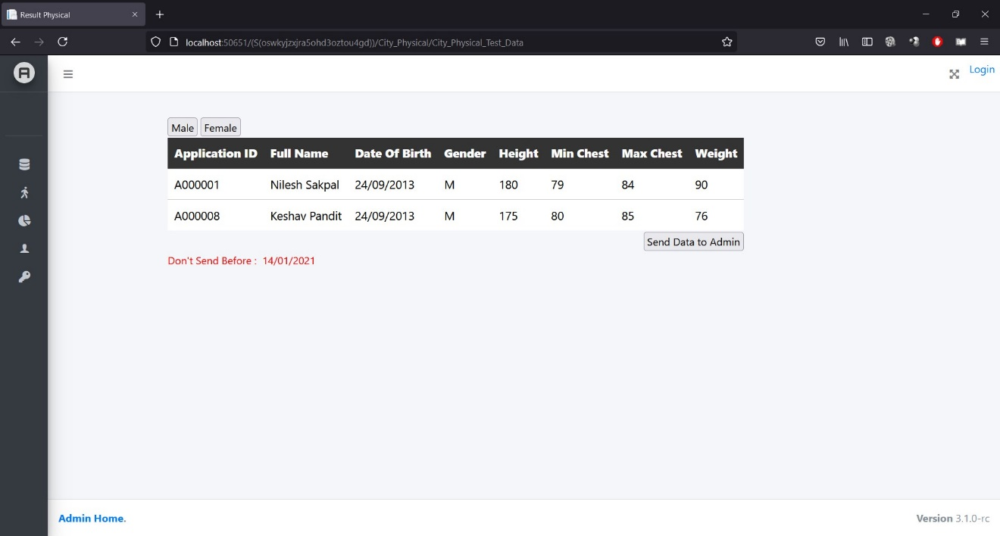 Result Physical
localhost:50651/(S(oswkyjzxjra5ohd3oztou4gd))/City_Physical/City_Physical_Test_Data
Login
Male Female
Application ID Full Name Date Of Birth Gender Height Min Chest Max Chest Weight
A000001 Nilesh Sakpal 24/09/2013 M 180 79 84 90
A000008 Keshav Pandit 24/09/2013 M 175 80 85 76
Send Data to Admin
Don't Send Before : 14/01/2021
Admin Home. Version 3.1.0-rc